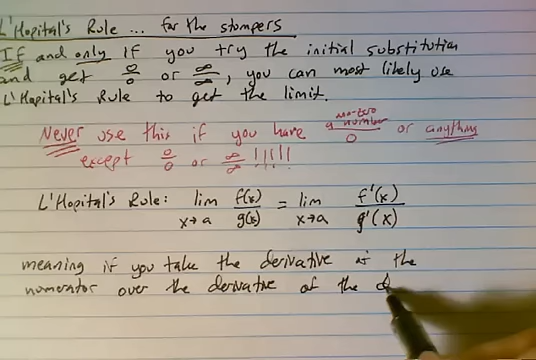 L'Hopital's Rule ... for the stompers
If and only if you try the initial substitution
and get 0/0 or ∞/∞, you can most likely use
L'Hopital's Rule to get the limit.
Never use this if you have a non-zero number/0 or anything
except 0/0 or ∞/∞ !!!!!
L'Hopital's Rule: lim x→a f(x)/g(x) = lim x→a f'(x)/g'(x)
meaning if you take the derivative of the
numerator over the derivative of the d